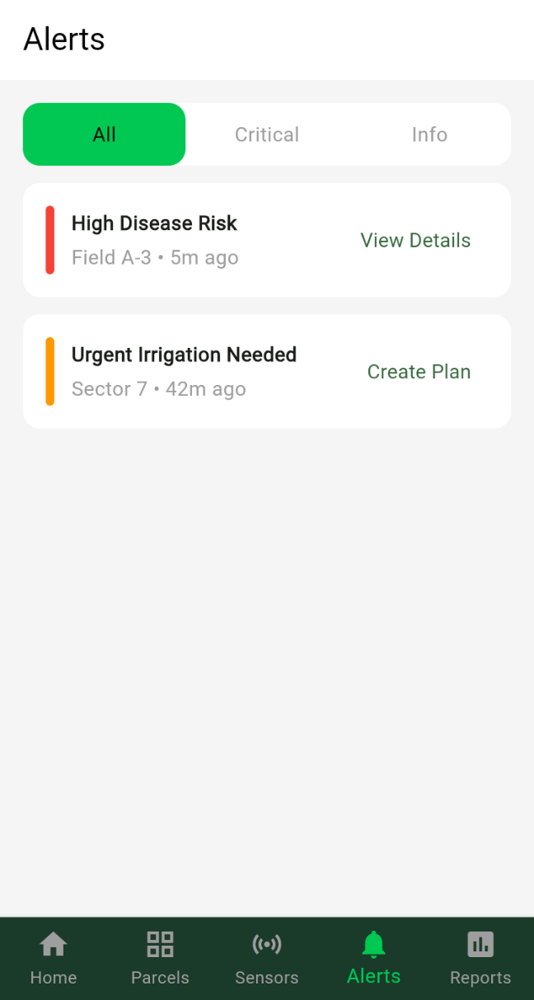 Alerts
All
Critical
Info
High Disease Risk
Field A-3 • 5m ago
View Details
Urgent Irrigation Needed
Sector 7 • 42m ago
Create Plan
Home
Parcels
Sensors
Alerts
Reports